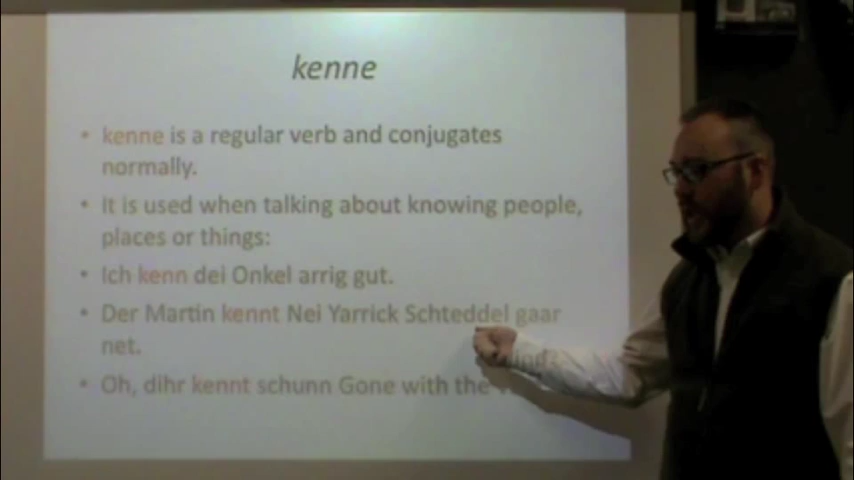 kenne
• kenne is a regular verb and conjugates
normally.
• It is used when talking about knowing people,
places or things:
• Ich kenn dei Onkel arrig gut.
• Der Martin kennt Nei Yarrick Schteddel gaar
net.
• Oh, dihr kennt schunn Gone with the